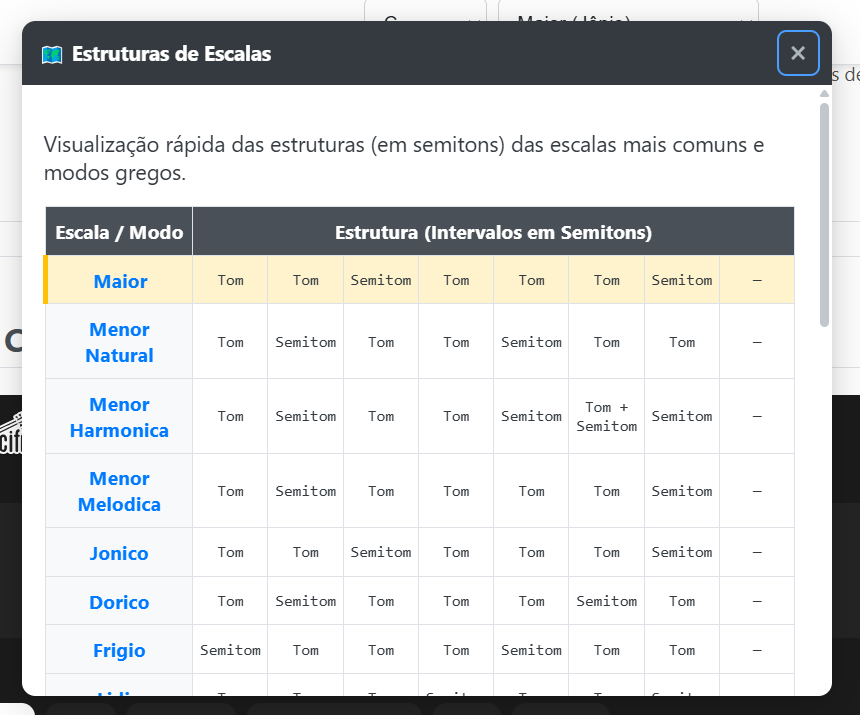 Maior (Jônio)
Estruturas de Escalas
s de
Visualização rápida das estruturas (em semitons) das escalas mais comuns e
modos gregos.
Escala / Modo Estrutura (Intervalos em Semitons)
Maior Tom Tom Semitom Tom Tom Tom Semitom —
Menor
Natural Tom Semitom Tom Tom Semitom Tom Tom —
Menor
Harmonica Tom Semitom Tom Tom Semitom Tom +
Semitom Semitom —
Menor
Melodica Tom Semitom Tom Tom Tom Tom Semitom —
Jonico Tom Tom Semitom Tom Tom Tom Semitom —
Dorico Tom Semitom Tom Tom Tom Semitom Tom —
Frigio Semitom Tom Tom Tom Semitom Tom Tom —
cif